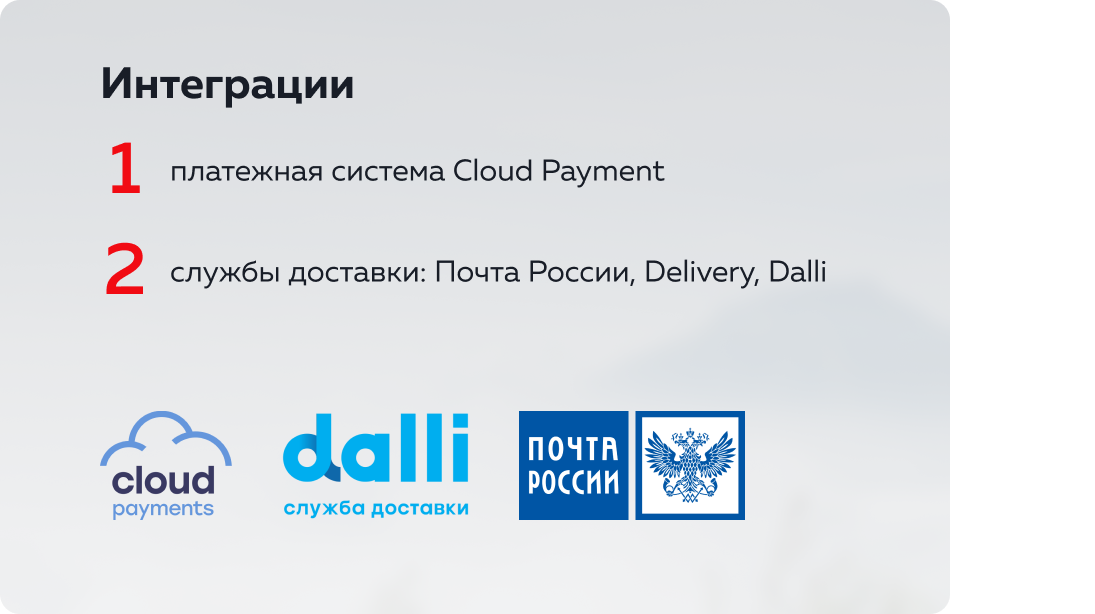 Интеграции
1 платежная система Cloud Payment
2 службы доставки: Почта России, Delivery, Dalli
cloud
payments
dalli
служба доставки
ПОЧТА
РОССИИ